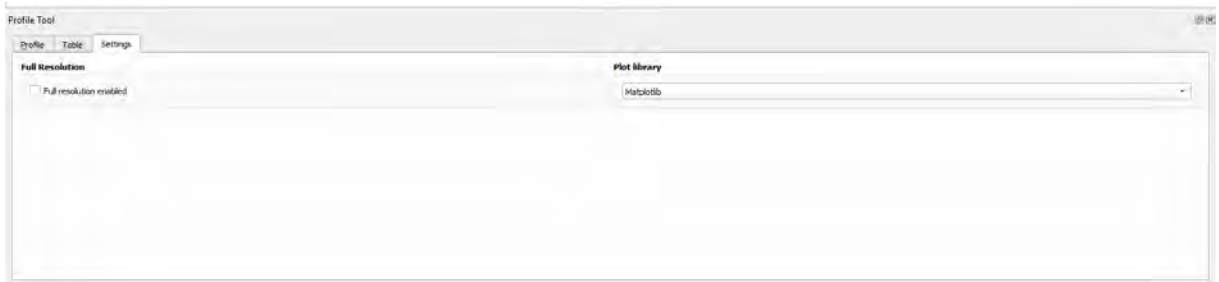 Profile Tool
Profile Table Settings
Full Resolution
Full resolution enabled
Plot library
Matplotlib